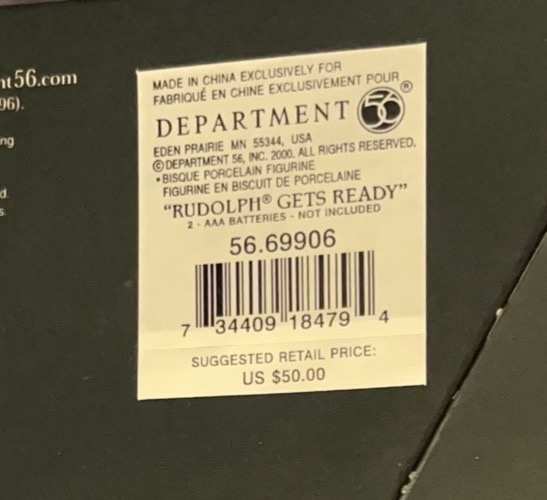 nt56.com
96).
ng
d.
s
MADE IN CHINA EXCLUSIVELY FOR
FABRIQUÉ EN CHINE EXCLUSIVEMENT POUR
DEPARTMENT 56®
EDEN PRAIRIE MN 55344, USA
©DEPARTMENT 56, INC. 2000. ALL RIGHTS RESERVED.
•BISQUE PORCELAIN FIGURINE
FIGURINE EN BISCUIT DE PORCELAINE
“RUDOLPH® GETS READY”
2 - AAA BATTERIES - NOT INCLUDED
56.69906
7 34409 18479 4
SUGGESTED RETAIL PRICE:
US $50.00